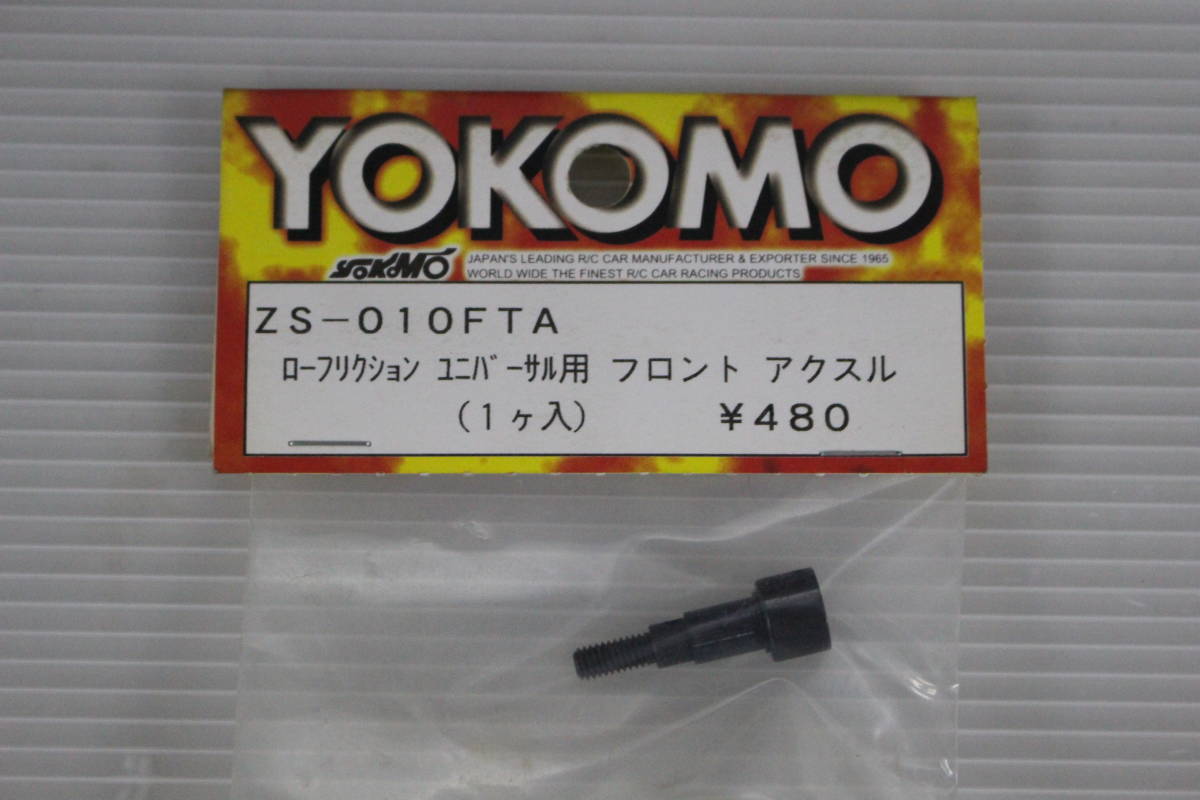 YOKOMO
YOKOMO JAPAN'S LEADING R/C CAR MANUFACTURER & EXPORTER SINCE 1965
WORLD WIDE THE FINEST R/C CAR RACING PRODUCTS
ZS-010FTA
ﾛｰﾌﾘｸｼｮﾝ ﾕﾆﾊﾞｰｻﾙ用 フロント アクスル
(1ヶ入) ¥480